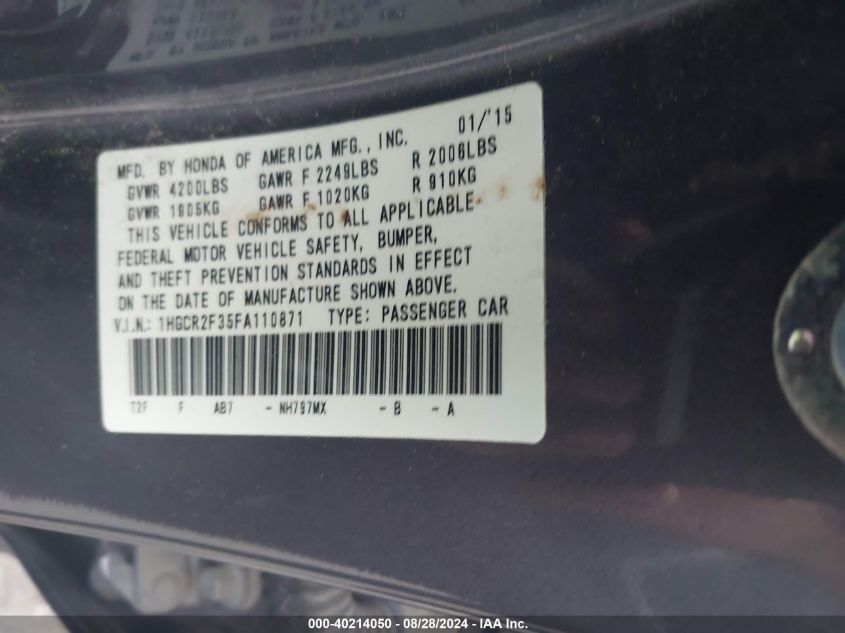 MFD. BY HONDA OF AMERICA MFG., INC. 01/'15
GVWR 4200LBS GAWR F 2249LBS R 2006LBS
GVWR 1905KG GAWR F 1020KG R 910KG
THIS VEHICLE CONFORMS TO ALL APPLICABLE
FEDERAL MOTOR VEHICLE SAFETY, BUMPER,
AND THEFT PREVENTION STANDARDS IN EFFECT
ON THE DATE OF MANUFACTURE SHOWN ABOVE.
V.I.N.: 1HGCR2F35FA110871 TYPE: PASSENGER CAR
T2F F AB7 - NH797MX - B - A
000-40214050 - 08/28/2024 - IAA Inc.